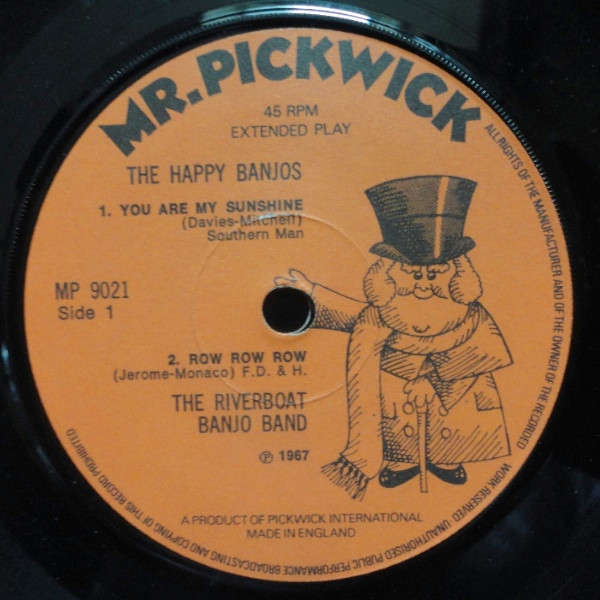 MR. PICKWICK
45 RPM
EXTENDED PLAY
THE HAPPY BANJOS
1. YOU ARE MY SUNSHINE
(Davies-Mitchell)
Southern Man
MP 9021
Side 1
2. ROW ROW ROW
(Jerome-Monaco) F.D. & H.
THE RIVERBOAT
BANJO BAND
℗ 1967
A PRODUCT OF PICKWICK INTERNATIONAL
MADE IN ENGLAND
ALL RIGHTS OF THE MANUFACTURER AND OF THE OWNER OF THE RECORDED WORK RESERVED · UNAUTHORISED PUBLIC PERFORMANCE BROADCASTING AND COPYING OF THIS RECORD PROHIBITED